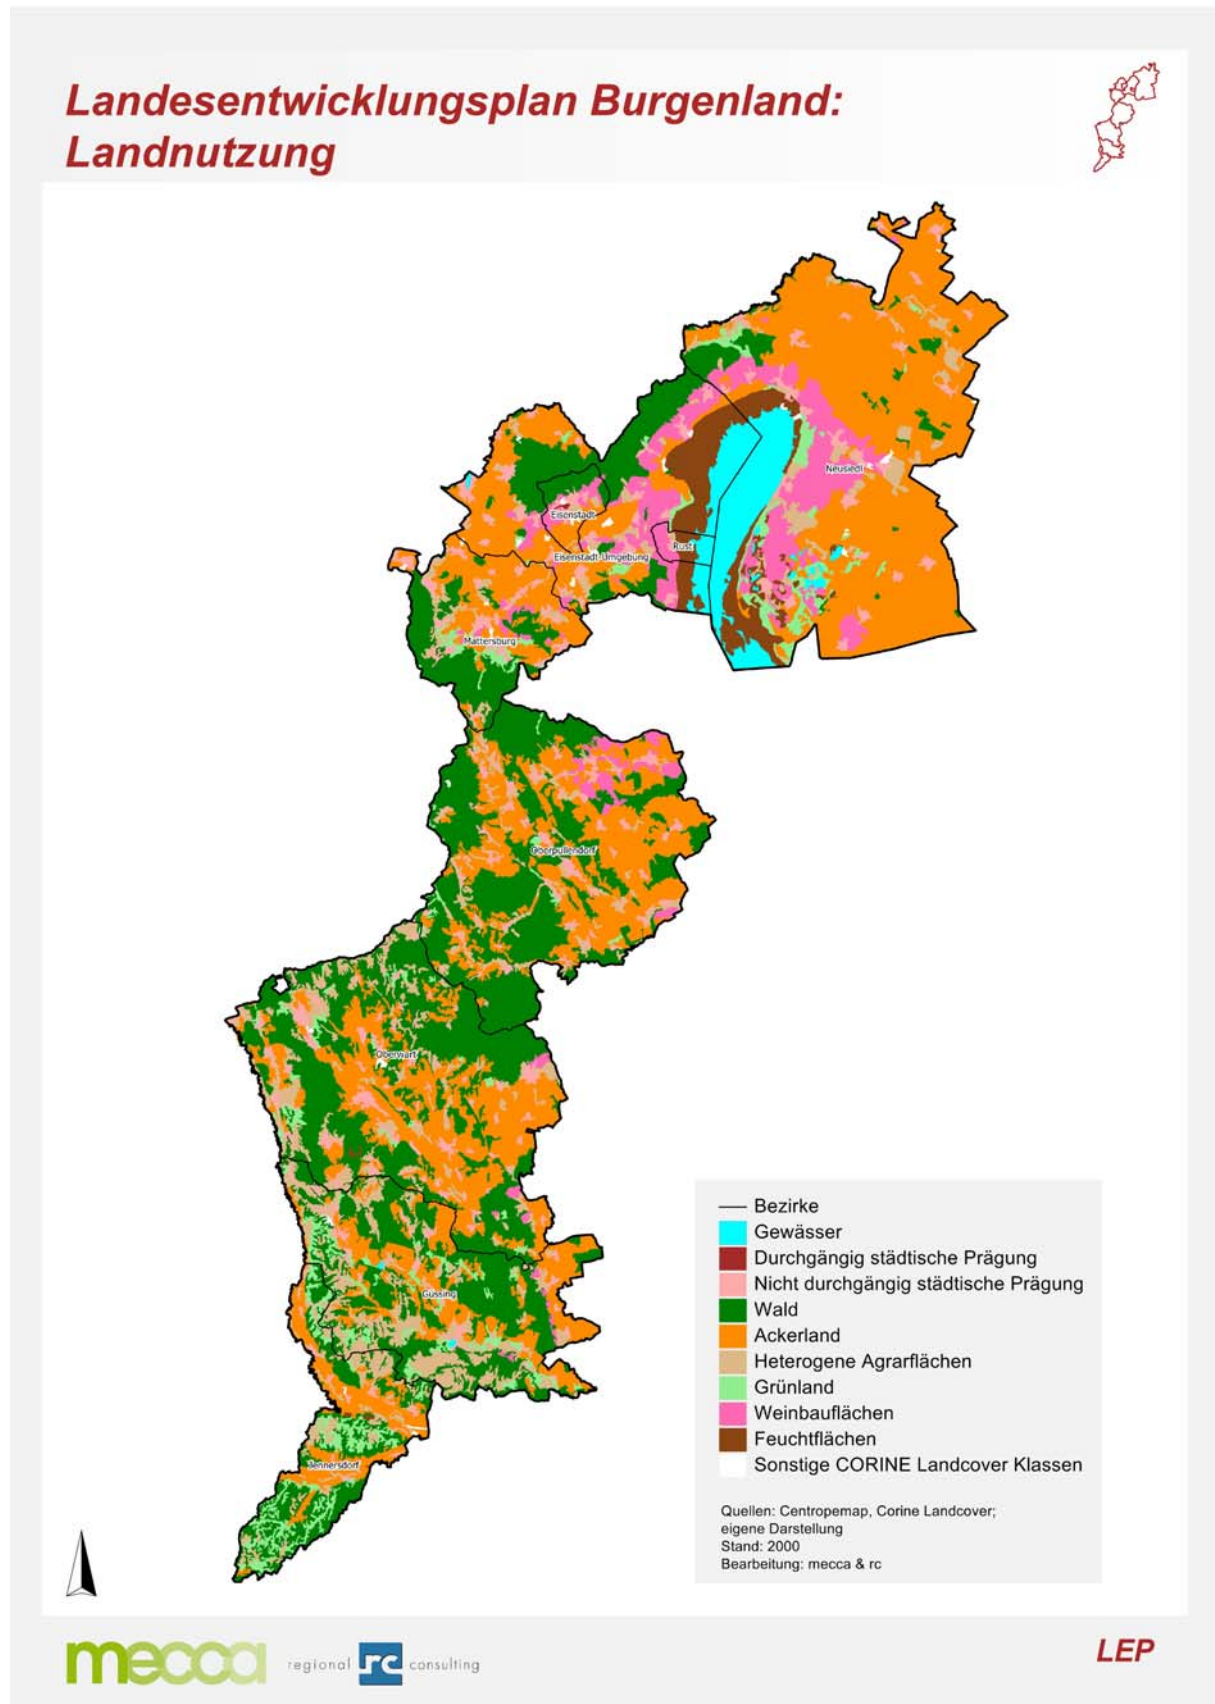 Landesentwicklungsplan Burgenland:
Landnutzung
Neusiedl
Eisenstadt
Rust
Eisenstadt-Umgebung
Mattersburg
Oberpullendorf
Oberwart
Güssing
Jennersdorf
Bezirke
Gewässer
Durchgängig städtische Prägung
Nicht durchgängig städtische Prägung
Wald
Ackerland
Heterogene Agrarflächen
Grünland
Weinbauflächen
Feuchtflächen
Sonstige CORINE Landcover Klassen
Quellen: Centropemap, Corine Landcover;
eigene Darstellung
Stand: 2000
Bearbeitung: mecca & rc
mecca
regional rc consulting
LEP